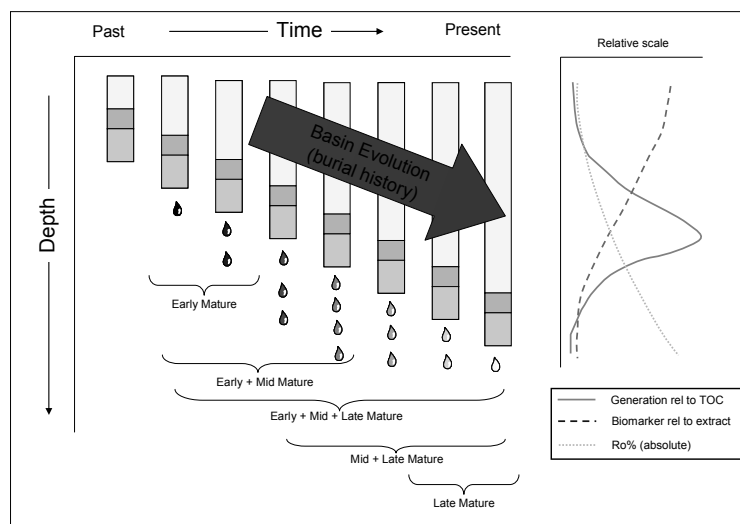 Past
Time
Present
Relative scale
Depth
Basin Evolution
(burial history)
Early Mature
Early + Mid Mature
Early + Mid + Late Mature
Mid + Late Mature
Late Mature
Generation rel to TOC
Biomarker rel to extract
Ro% (absolute)